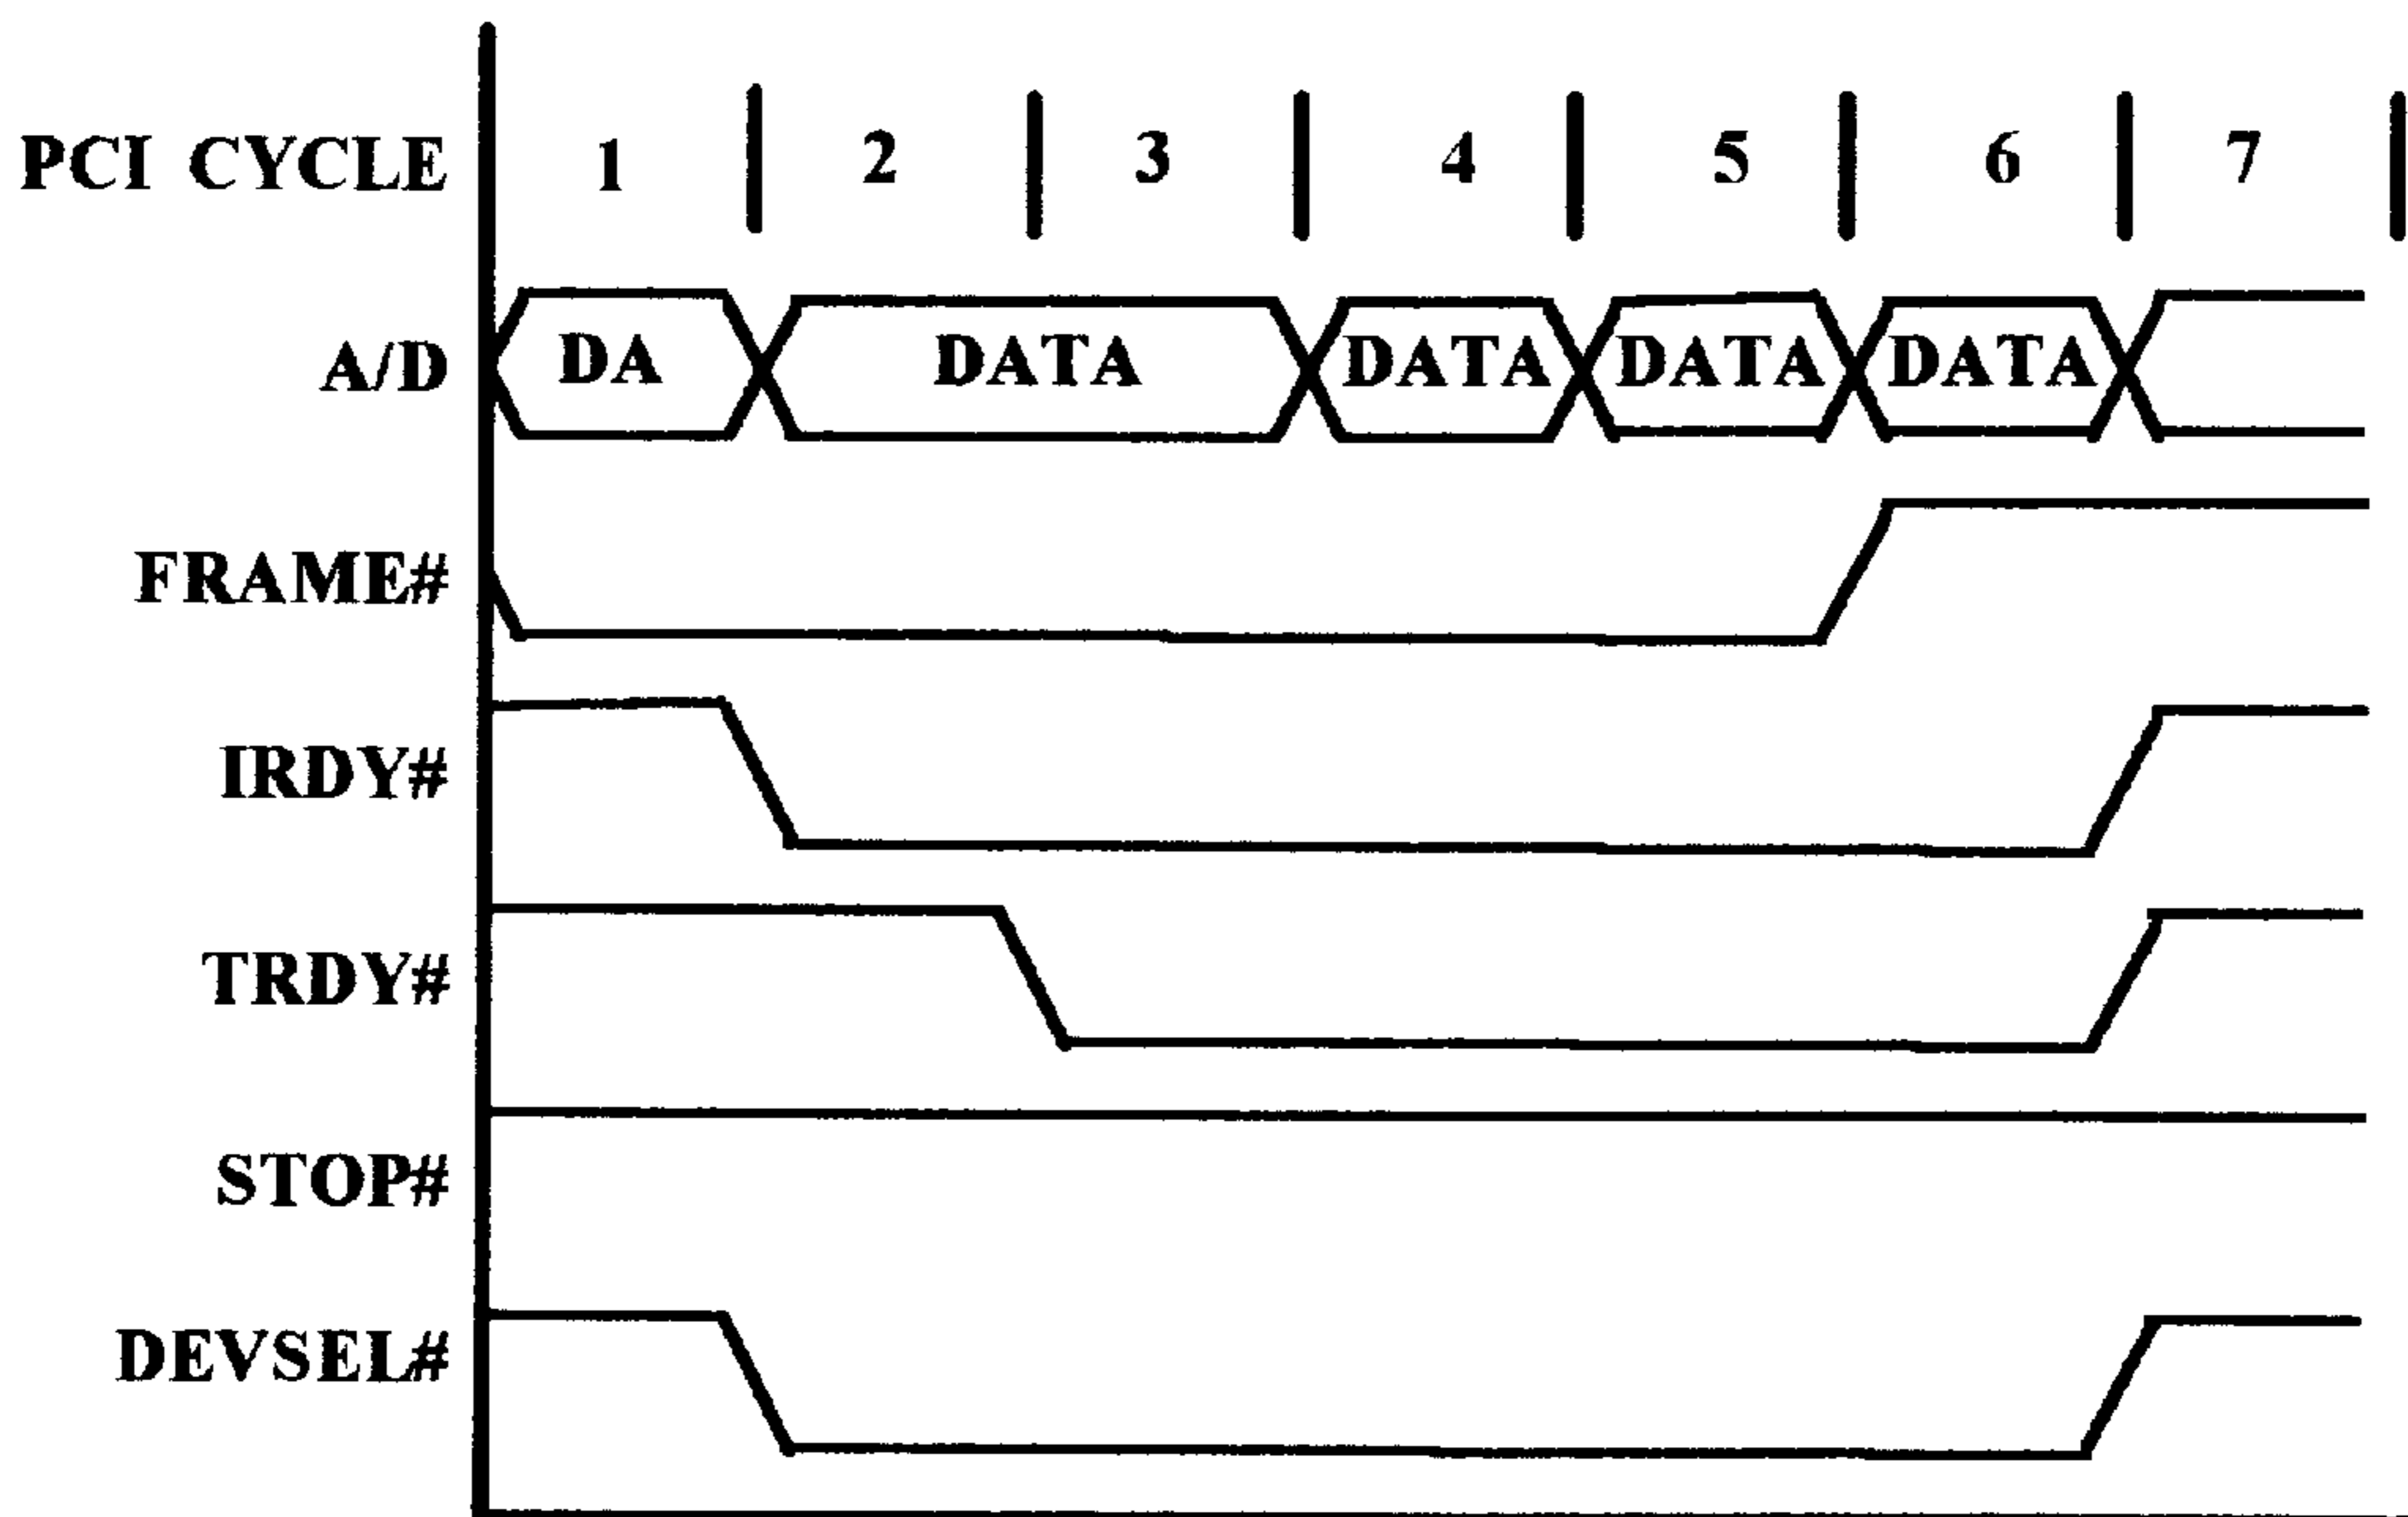 PCI CYCLE 1 2 3 4 5 6 7
A/D DA DATA DATA DATA DATA
FRAME#
IRDY#
TRDY#
STOP#
DEVSEL#